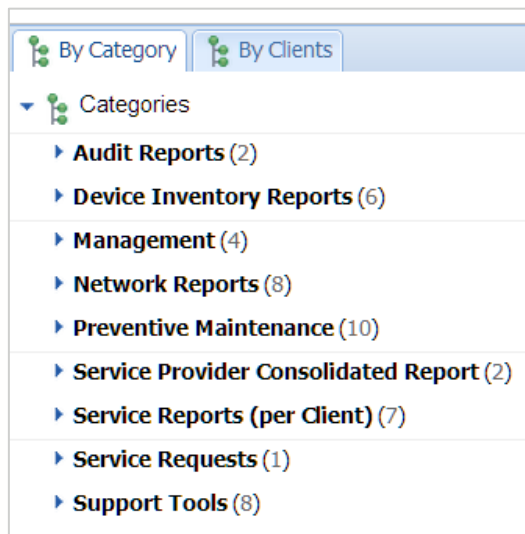 By Category By Clients
Categories
Audit Reports (2)
Device Inventory Reports (6)
Management (4)
Network Reports (8)
Preventive Maintenance (10)
Service Provider Consolidated Report (2)
Service Reports (per Client) (7)
Service Requests (1)
Support Tools (8)